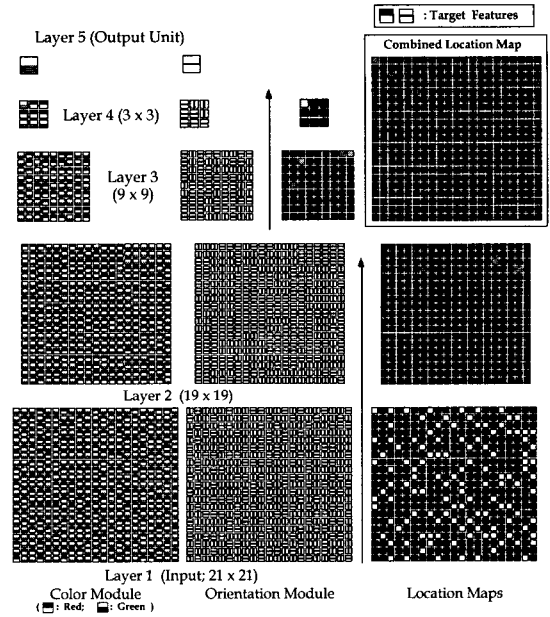 : Target Features
Layer 5 (Output Unit)
Combined Location Map
Layer 4 (3 x 3)
Layer 3
(9 x 9)
Layer 2 (19 x 19)
Layer 1 (Input; 21 x 21)
Color Module
Orientation Module
Location Maps
( : Red; : Green )